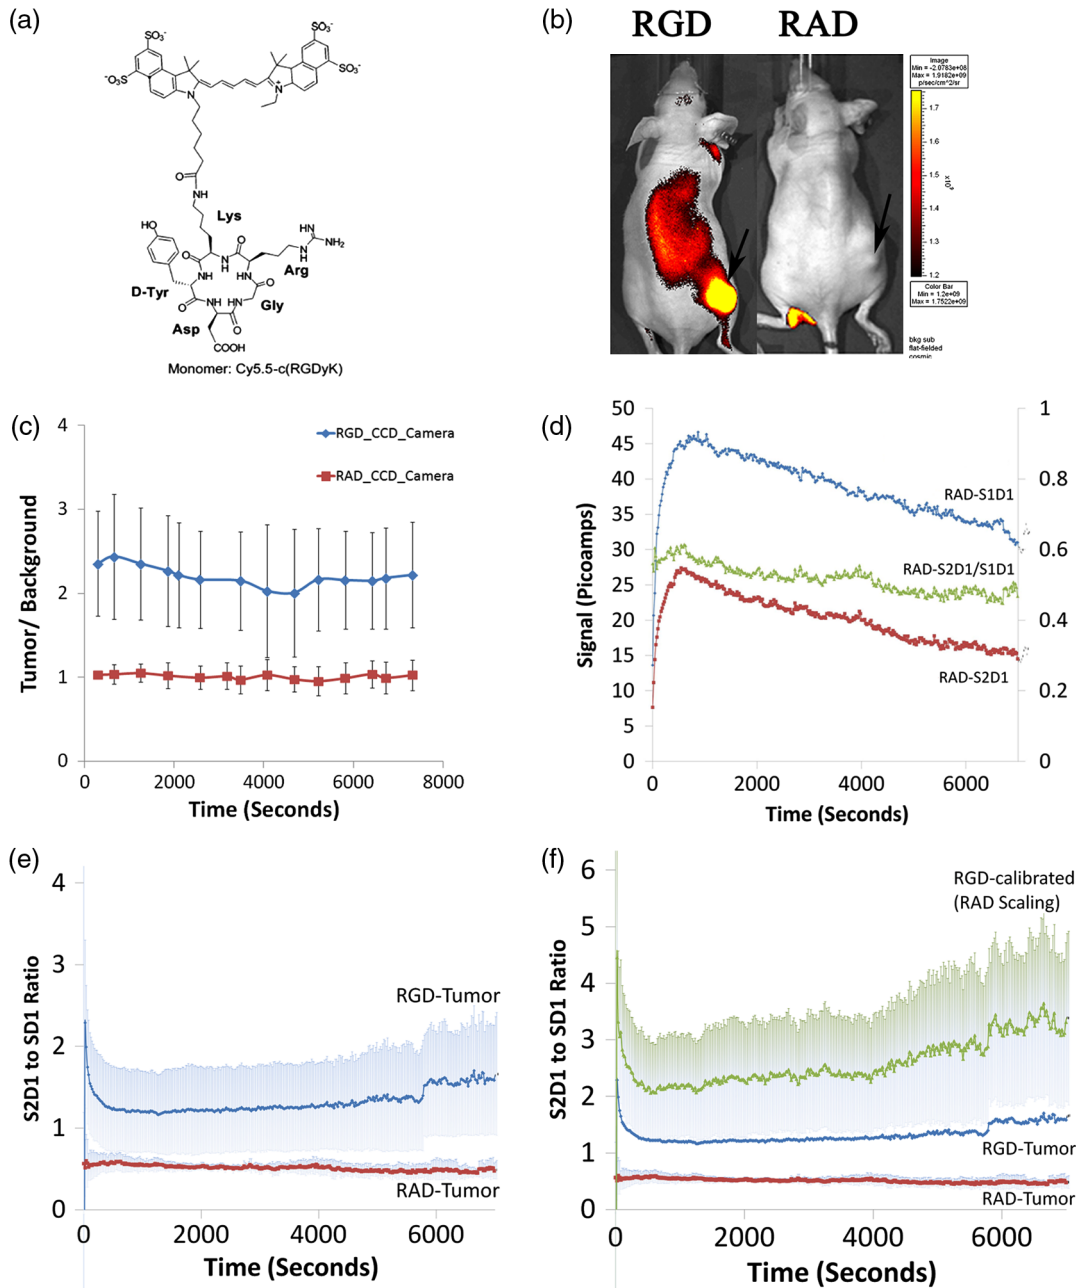 (a)
SO₃⁻
SO₃⁻
⁻O₃S
SO₃⁻
SO₃⁻
N
N⁺
O
NH
Lys
HO
NH
N
H
NH₂
O
O
N
H
Arg
NH
NH
D-Tyr
O
O
NH
HN
Gly
Asp
O
O
COOH
Monomer: Cy5.5-c(RGDyK)
(b)
RGD
RAD
Image
Min = -2.0783e+08
Max = 1.9182e+09
p/sec/cm^2/sr
1.7
1.6
1.5
x10⁹
1.4
1.3
1.2
Color Bar
Min = 1.2e+09
Max = 1.7522e+09
bkg sub
flat-fielded
cosmic
(c)
Tumor/ Background
4
3
2
1
0
RGD_CCD_Camera
RAD_CCD_Camera
0 2000 4000 6000 8000
Time (Seconds)
(d)
Signal (Picoamps)
50
45
40
35
30
25
20
15
10
5
0
1
0.8
0.6
0.4
0.2
0
RAD-S1D1
RAD-S2D1/S1D1
RAD-S2D1
0 2000 4000 6000
Time (Seconds)
(e)
S2D1 to SD1 Ratio
4
3
2
1
0
RGD-Tumor
RAD-Tumor
0 2000 4000 6000
Time (Seconds)
(f)
S2D1 to SD1 Ratio
6
5
4
3
2
1
0
RGD-calibrated
(RAD Scaling)
RGD-Tumor
RAD-Tumor
0 2000 4000 6000
Time (Seconds)